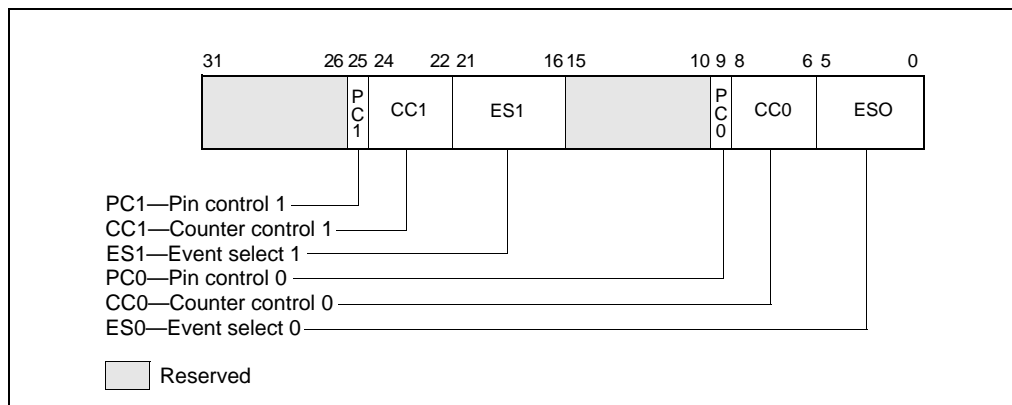 31 26 25 24 22 21 16 15 10 9 8 6 5 0
PC1 CC1 ES1 PC0 CC0 ESO
PC1—Pin control 1
CC1—Counter control 1
ES1—Event select 1
PC0—Pin control 0
CC0—Counter control 0
ES0—Event select 0
Reserved